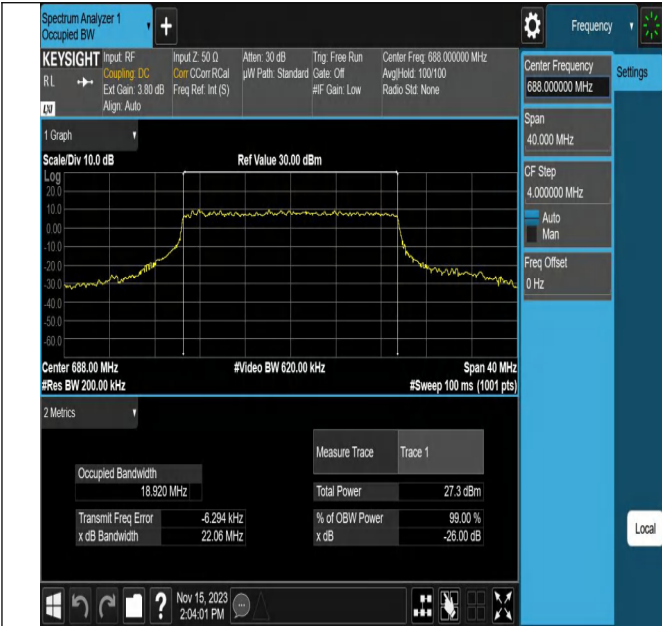 Spectrum Analyzer 1
Occupied BW
+
Frequency
KEYSIGHT
RL
LXI
Input: RF
Coupling: DC
Ext Gain: 3.80 dB
Align: Auto
Input Z: 50 Ω
Corr CCorr RCal
Freq Ref: Int (S)
Atten: 30 dB
µW Path: Standard
Trig: Free Run
Gate: Off
#IF Gain: Low
Center Freq: 688.000000 MHz
Avg|Hold: 100/100
Radio Std: None
Center Frequency
688.000000 MHz
Settings
Span
40.000 MHz
CF Step
4.000000 MHz
Auto
Man
Freq Offset
0 Hz
1 Graph
Scale/Div 10.0 dB
Ref Value 30.00 dBm
Log
20.0
10.0
0.00
-10.0
-20.0
-30.0
-40.0
-50.0
-60.0
Center 688.00 MHz
#Video BW 620.00 kHz
Span 40 MHz
#Res BW 200.00 kHz
#Sweep 100 ms (1001 pts)
2 Metrics
Measure Trace Trace 1
Occupied Bandwidth
18.920 MHz
Total Power 27.3 dBm
Transmit Freq Error -6.294 kHz
% of OBW Power 99.00 %
x dB Bandwidth 22.06 MHz
x dB -26.00 dB
Local
?
Nov 15, 2023
2:04:01 PM